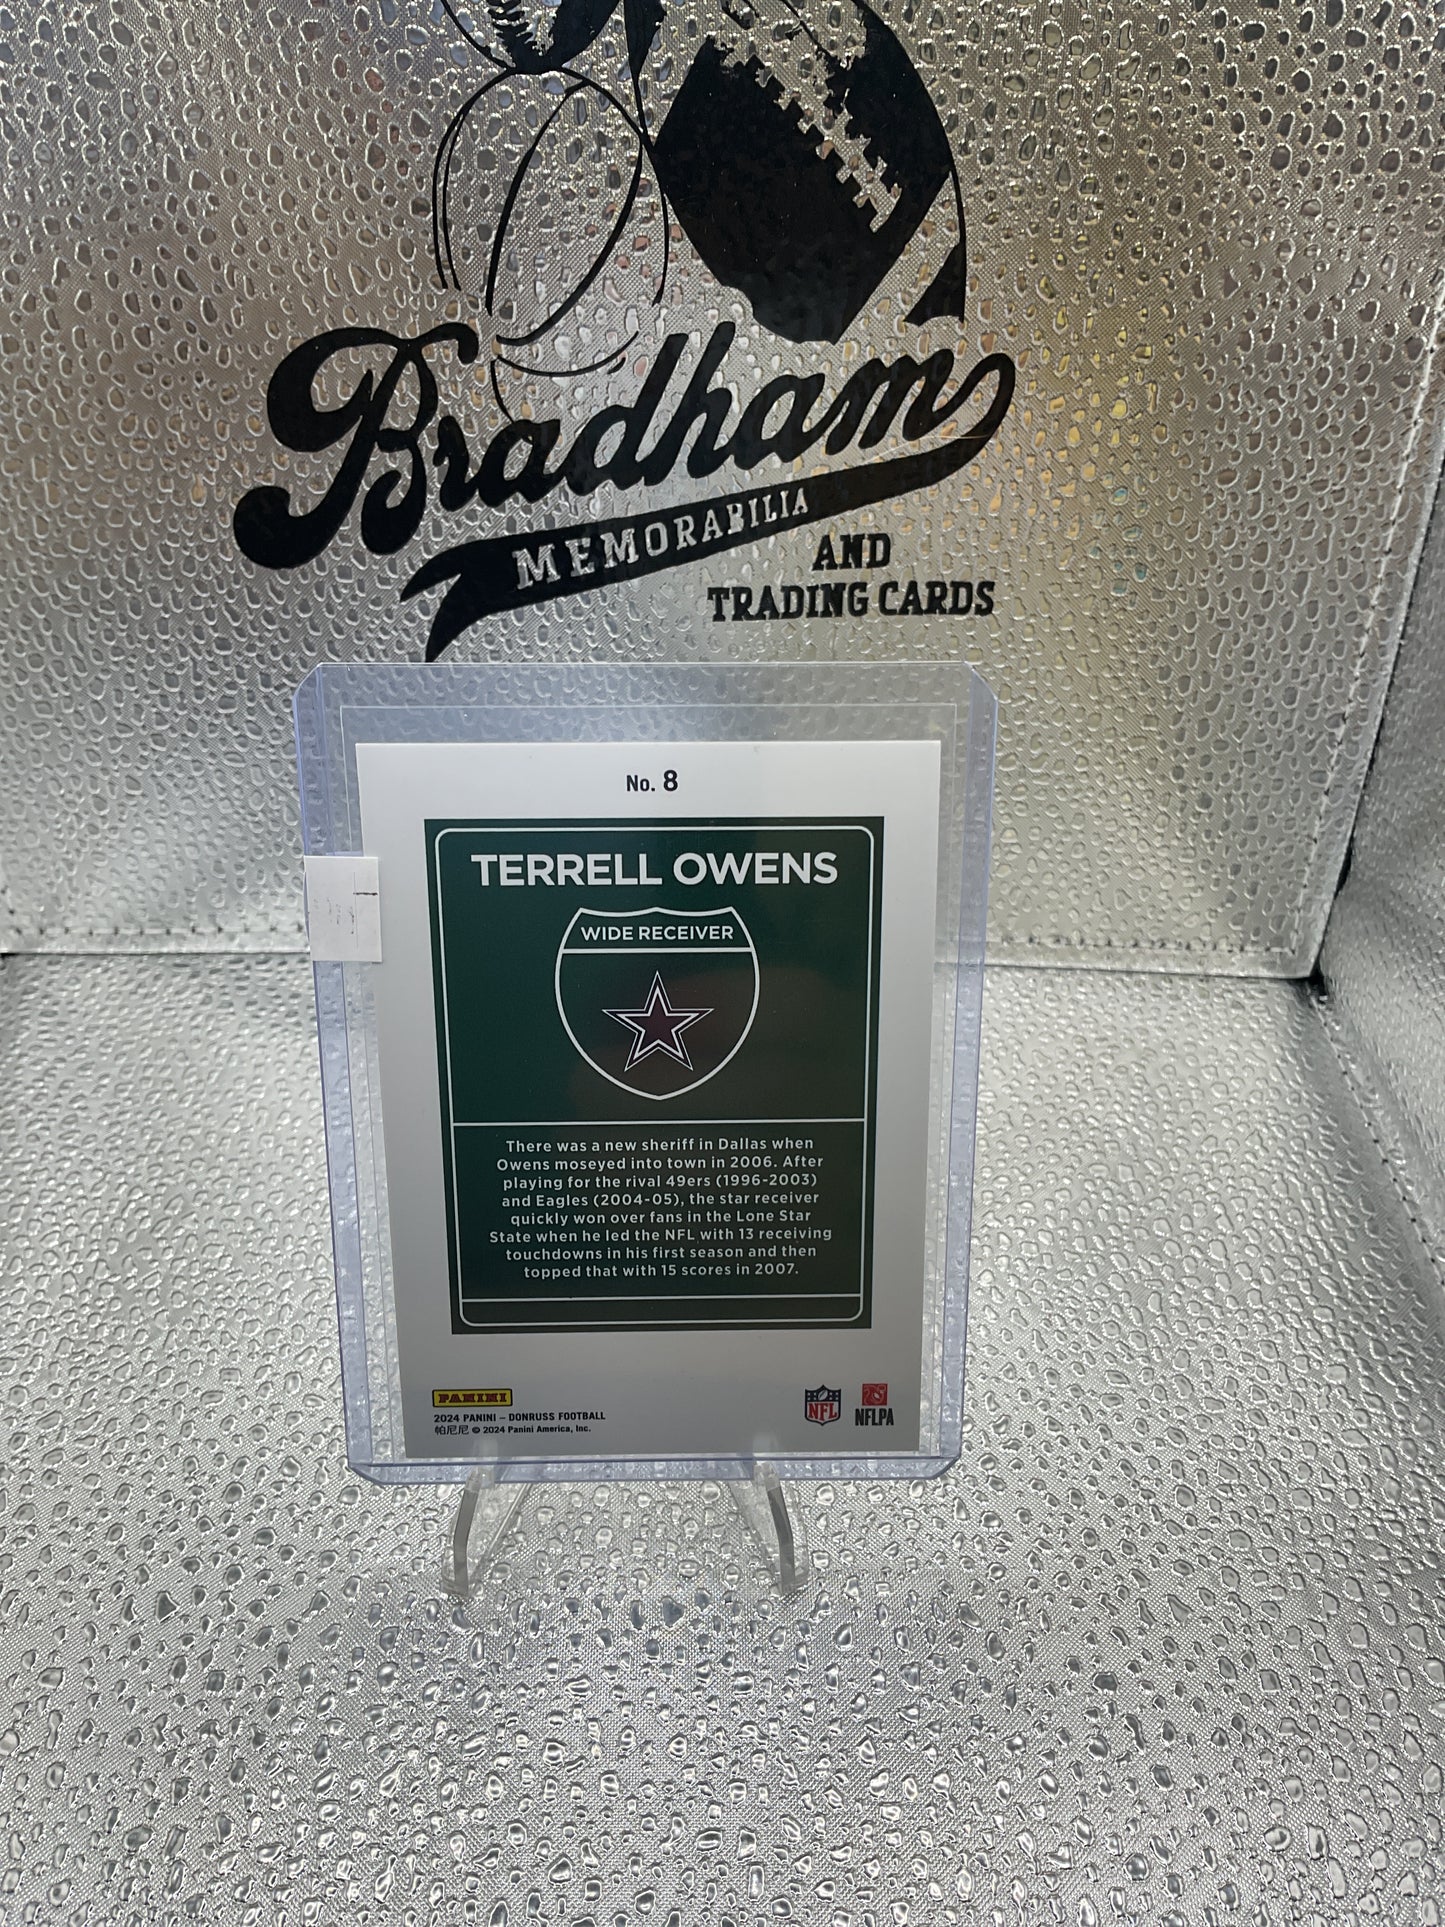 Bradham
MEMORABILIA
AND
TRADING CARDS
No. 8
TERRELL OWENS
WIDE RECEIVER
There was a new sheriff in Dallas when
Owens moseyed into town in 2006. After
playing for the rival 49ers (1996-2003)
and Eagles (2004-05), the star receiver
quickly won over fans in the Lone Star
State when he led the NFL with 13 receiving
touchdowns in his first season and then
topped that with 15 scores in 2007.
PANINI
2024 PANINI – DONRUSS FOOTBALL
帕尼尼 © 2024 Panini America, Inc.
NFL
NFLPA